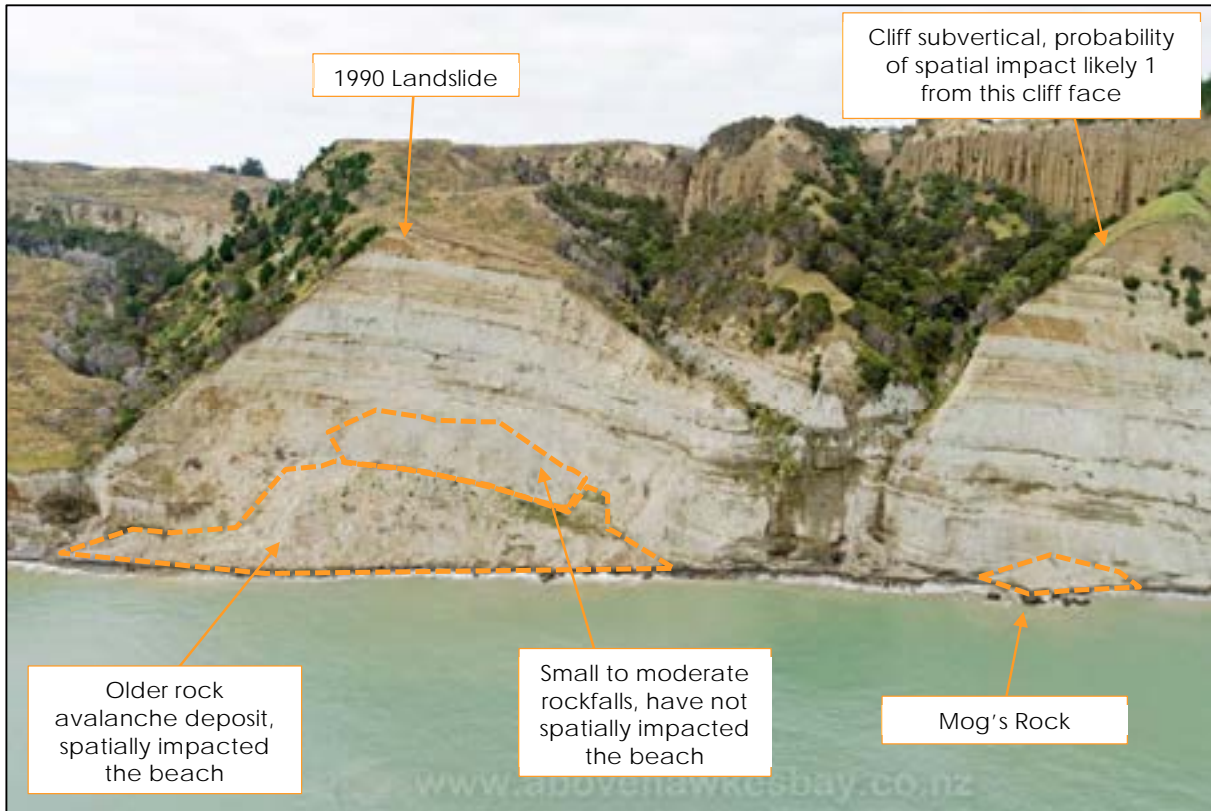 Cliff subvertical, probability
of spatial impact likely 1
from this cliff face
1990 Landslide
Older rock
avalanche deposit,
spatially impacted
the beach
Small to moderate
rockfalls, have not
spatially impacted
the beach
Mog's Rock
www.abovehawkesbay.co.nz